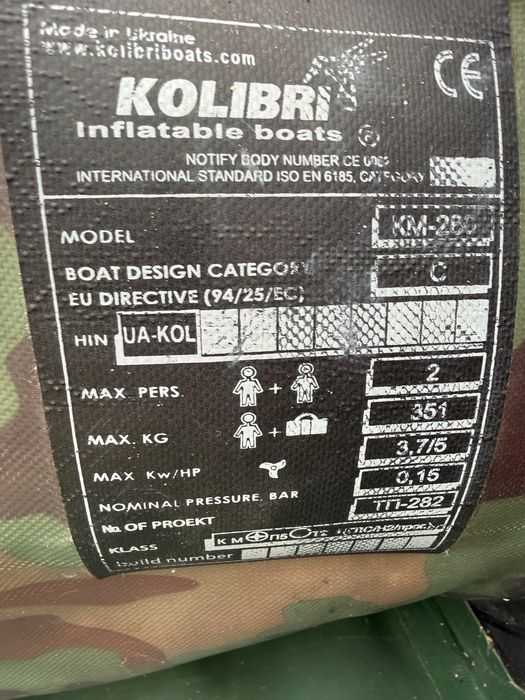 Made in Ukraine
www.kolibriboats.com
CE
KOLIBRI
Inflatable boats ®
NOTIFY BODY NUMBER CE
INTERNATIONAL STANDARD ISO EN 6185, CATEGORY
MODEL
BOAT DESIGN CATEGORY C
EU DIRECTIVE (94/25/EC)
HIN UA-KOL
MAX. PERS. + 2
MAX. KG + 351
MAX Kw/HP 3,7/5
NOMINAL PRESSURE, BAR 0,15
№ OF PROEKT ТП-282
KLASS
number